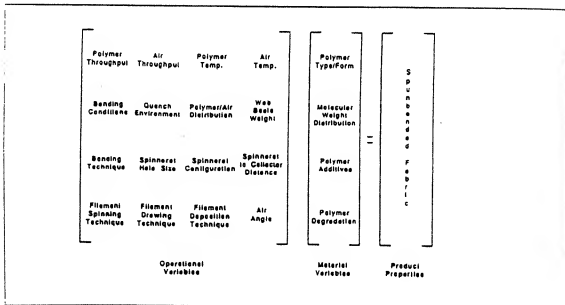 Polymer Throughput Air Throughput Polymer Temp. Air Temp.
Bonding Conditions Quench Environment Polymer/Air Distribution Web Basis Weight
Bonding Technique Spinneret Hole Size Spinneret Configuration Spinneret to Collector Distance
Filament Spinning Technique Filament Drawing Technique Filament Deposition Technique Air Angle
Polymer Type/Form
Molecular Weight Distribution
Polymer Additives
Polymer Degradation
=
Spunbonded Fabric
Operational Variables
Material Variables
Product Properties